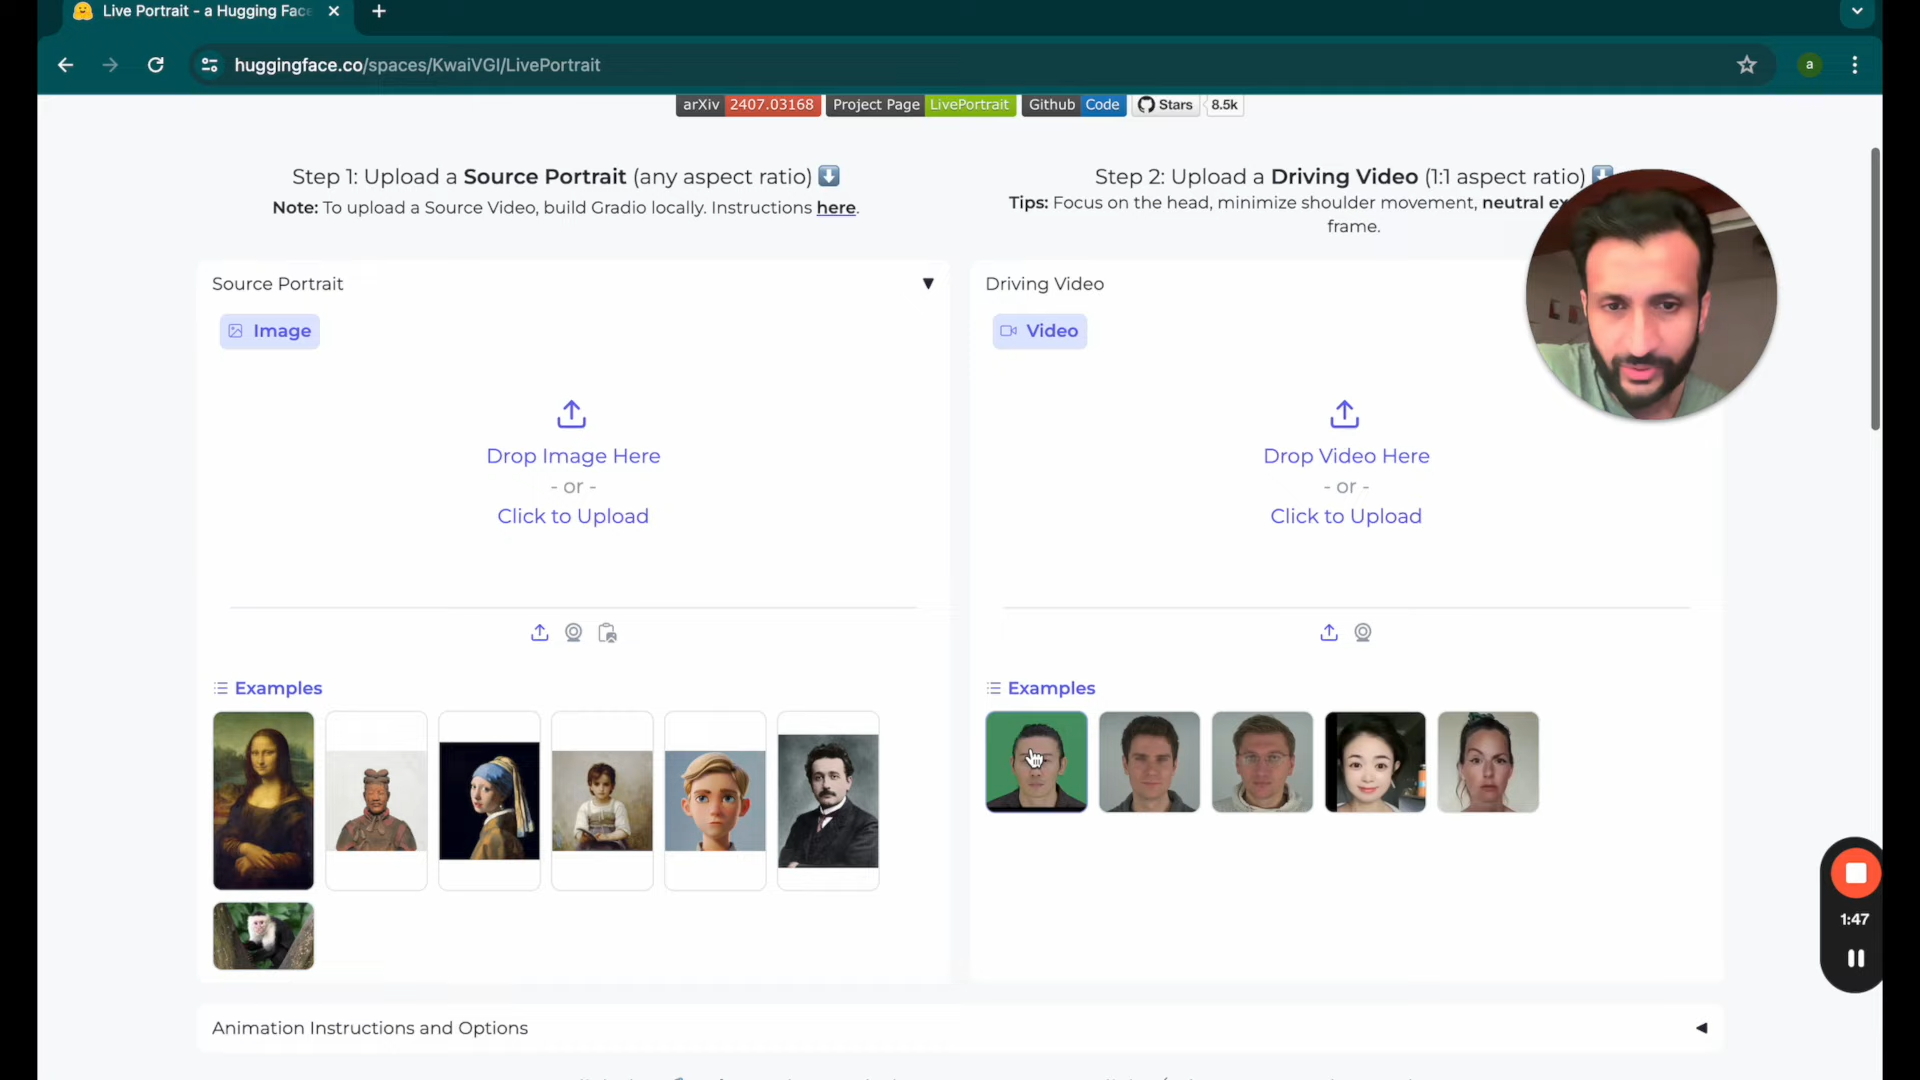 Live Portrait - a Hugging Fac
huggingface.co/spaces/KwaiVGI/LivePortrait
a
arXiv 2407.03168 Project Page LivePortrait Github Code Stars 8.5k
Step 1: Upload a Source Portrait (any aspect ratio)
Note: To upload a Source Video, build Gradio locally. Instructions here.
Step 2: Upload a Driving Video (1:1 aspect ratio)
Tips: Focus on the head, minimize shoulder movement, neutral ex
frame.
Source Portrait
Image
Drop Image Here
- or -
Click to Upload
Examples
Driving Video
Video
Drop Video Here
- or -
Click to Upload
Examples
Animation Instructions and Options
1:47